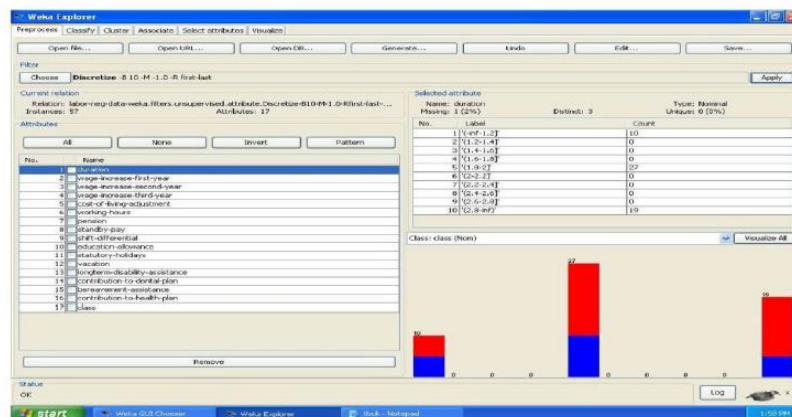 Weka Explorer
Preprocess Classify Cluster Associate Select attributes Visualize
Open file... Open URL... Open DB... Generate... Undo Edit... Save...
Filter
Choose Discretize -B 10 -M -1.0 -R first-last Apply
Current relation
Relation: labor-neg-data-weka.filters.unsupervised.attribute.Discretize-B10-M-1.0-Rfirst-last-...
Instances: 57 Attributes: 17
Attributes
All None Invert Pattern
No. Name
1 duration
2 wage-increase-first-year
3 wage-increase-second-year
4 wage-increase-third-year
5 cost-of-living-adjustment
6 working-hours
7 pension
8 standby-pay
9 shift-differential
10 education-allowance
11 statutory-holidays
12 vacation
13 longterm-disability-assistance
14 contribution-to-dental-plan
15 bereavement-assistance
16 contribution-to-health-plan
17 class
Remove
Selected attribute
Name: duration Type: Nominal
Missing: 1 (2%) Distinct: 3 Unique: 0 (0%)
No. Label Count
1 '(-inf-1.2]' 10
2 '(1.2-1.4]' 0
3 '(1.4-1.6]' 0
4 '(1.6-1.8]' 0
5 '(1.8-2]' 27
6 '(2-2.2]' 0
7 '(2.2-2.4]' 0
8 '(2.4-2.6]' 0
9 '(2.6-2.8]' 0
10 '(2.8-inf)' 19
Class: class (Nom) Visualize All
10 0 0 0 27 0 0 0 0 19
Status
OK Log x
start Weka GUI Chooser Weka Explorer - Notepad 1:58 PM